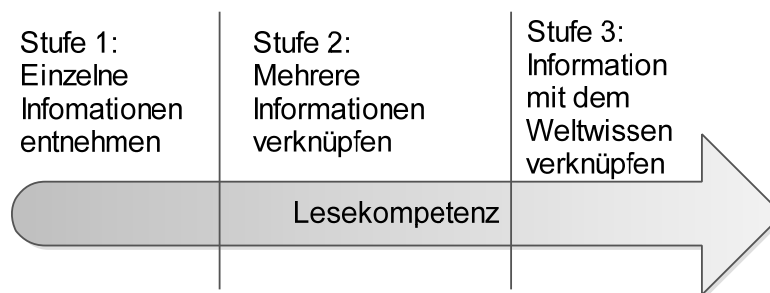 Stufe 1:
Einzelne
Infomationen
entnehmen
Stufe 2:
Mehrere
Informationen
verknüpfen
Stufe 3:
Information
mit dem
Weltwissen
verknüpfen
Lesekompetenz